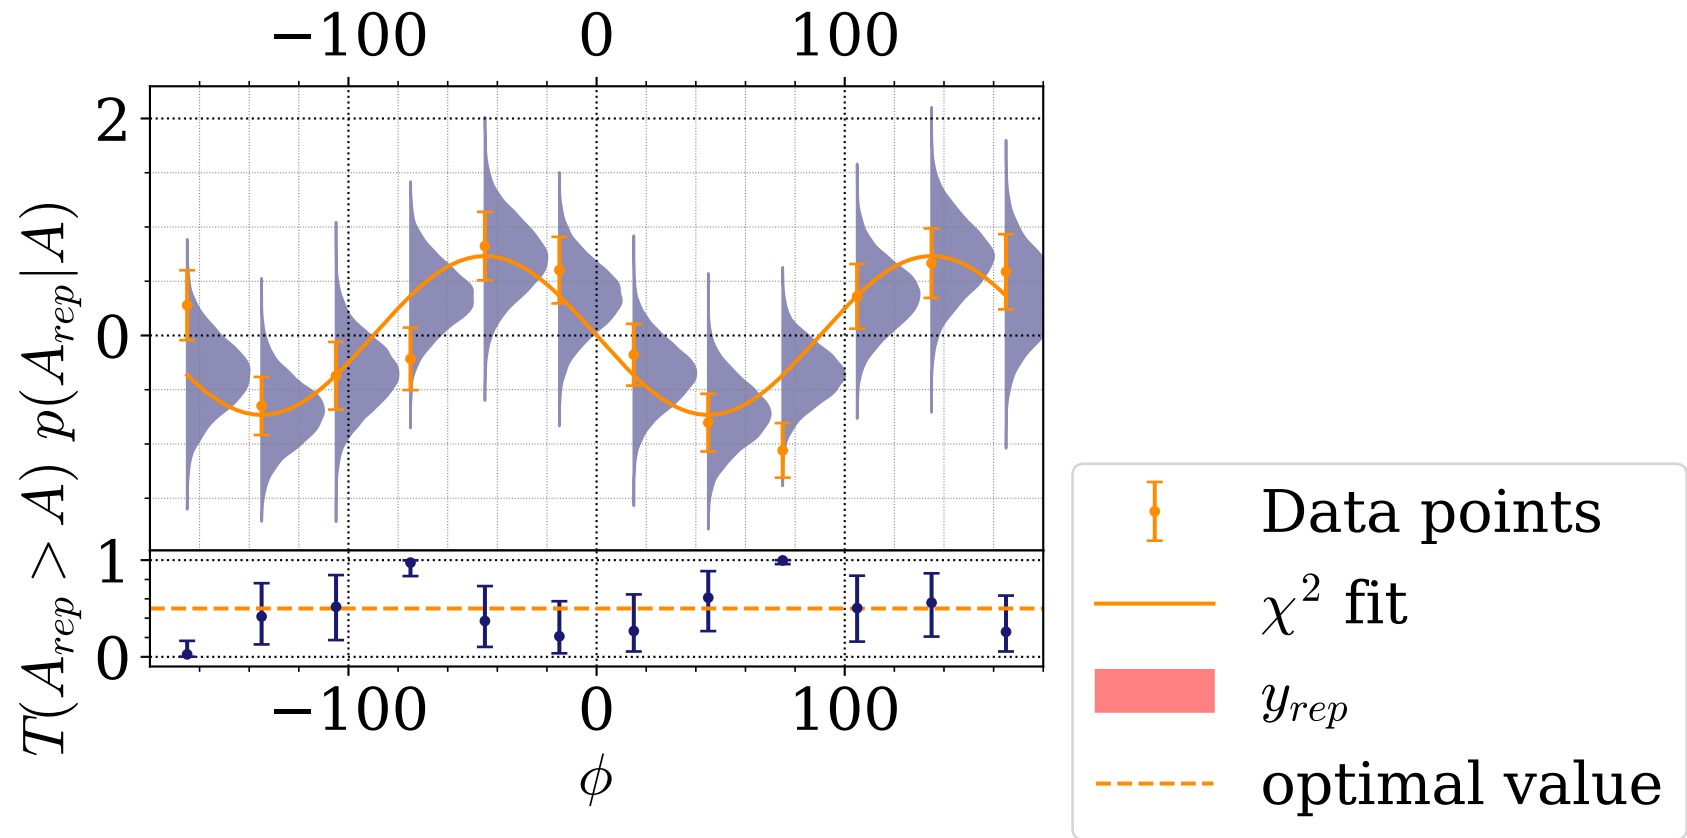 −100 0 100
2
0
p(A_rep|A)
1
0
T(A_rep > A)
−100 0 100
ϕ
Data points
χ² fit
y_rep
optimal value